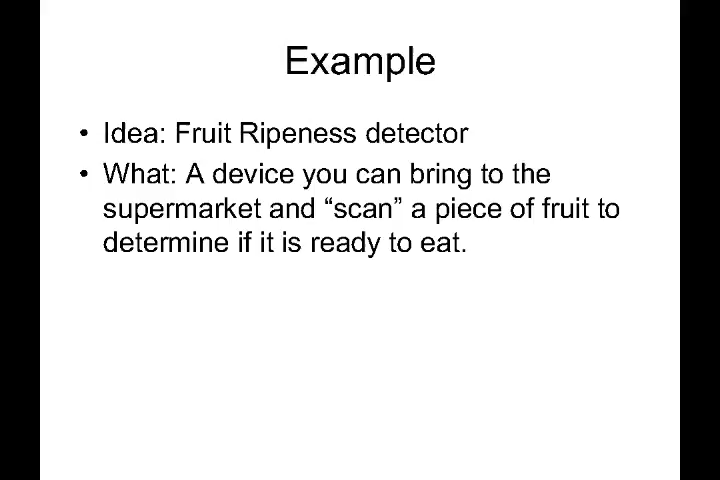 Example
• Idea: Fruit Ripeness detector
• What: A device you can bring to the
supermarket and “scan” a piece of fruit to
determine if it is ready to eat.